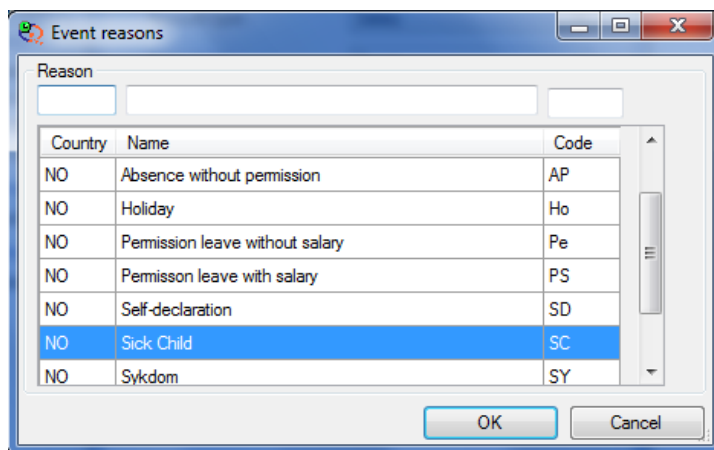 Event reasons
Reason
Country Name Code
NO Absence without permission AP
NO Holiday Ho
NO Permission leave without salary Pe
NO Permisson leave with salary PS
NO Self-declaration SD
NO Sick Child SC
NO Sykdom SY
OK Cancel